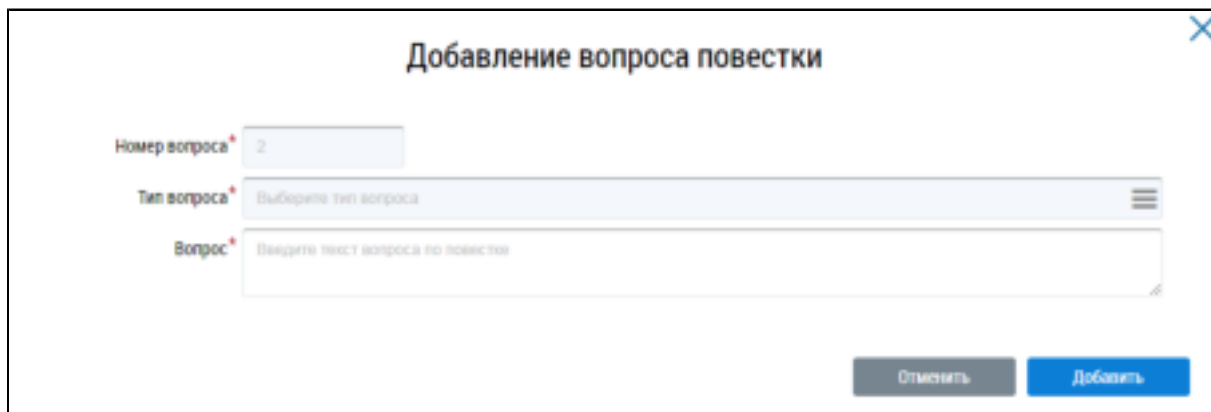 Добавление вопроса повестки
Номер вопроса* 2
Тип вопроса* Выберите тип вопроса
Вопрос* Введите текст вопроса по повестке
Отменить Добавить